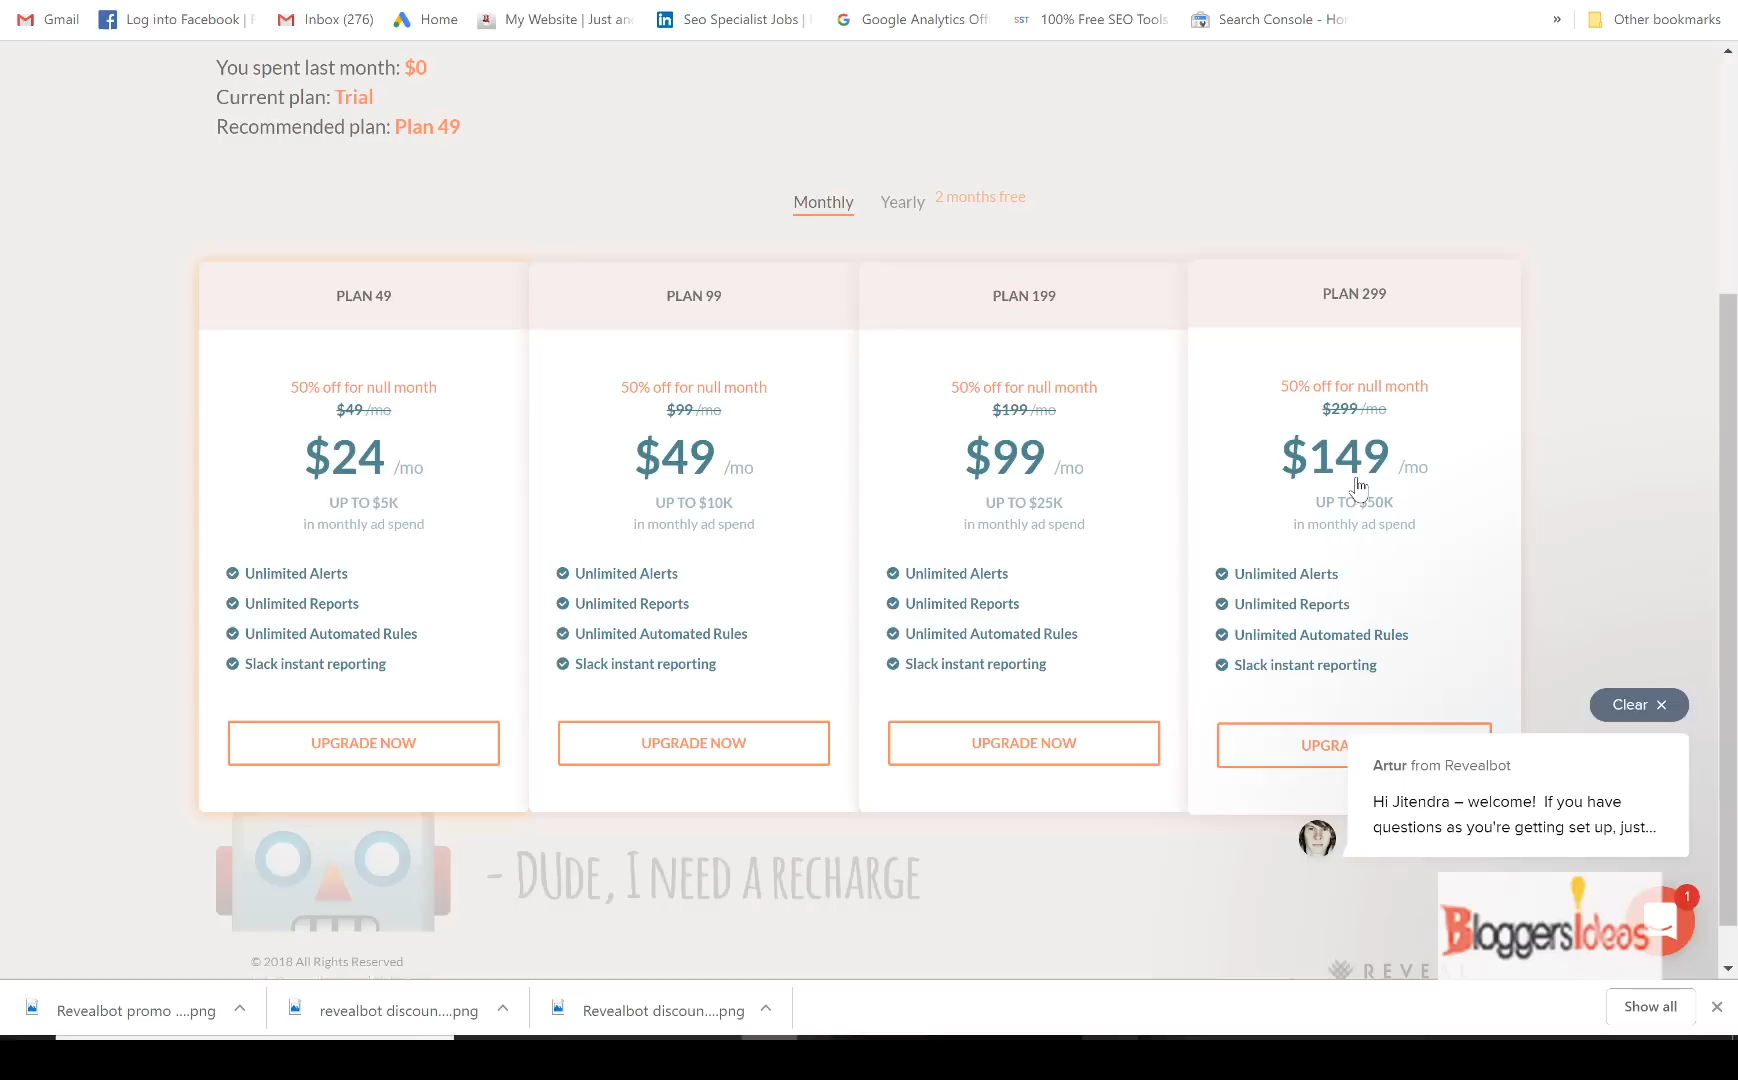 Gmail
Log into Facebook | F
Inbox (276)
Home
My Website | Just an
Seo Specialist Jobs |
Google Analytics Off
SST 100% Free SEO Tools
Search Console - Ho
»
Other bookmarks
You spent last month: $0
Current plan: Trial
Recommended plan: Plan 49
Monthly
Yearly
2 months free
PLAN 49
50% off for null month
$49 /mo
$24 /mo
UP TO $5K
in monthly ad spend
Unlimited Alerts
Unlimited Reports
Unlimited Automated Rules
Slack instant reporting
UPGRADE NOW
PLAN 99
50% off for null month
$99 /mo
$49 /mo
UP TO $10K
in monthly ad spend
Unlimited Alerts
Unlimited Reports
Unlimited Automated Rules
Slack instant reporting
UPGRADE NOW
PLAN 199
50% off for null month
$199 /mo
$99 /mo
UP TO $25K
in monthly ad spend
Unlimited Alerts
Unlimited Reports
Unlimited Automated Rules
Slack instant reporting
UPGRADE NOW
PLAN 299
50% off for null month
$299 /mo
$149 /mo
UP TO $50K
in monthly ad spend
Unlimited Alerts
Unlimited Reports
Unlimited Automated Rules
Slack instant reporting
UPGRA
Clear ✕
Artur from Revealbot
Hi Jitendra – welcome! If you have
questions as you're getting set up, just...
- DUDE, I NEED A RECHARGE
1
BloggersIdeas
© 2018 All Rights Reserved
REVEAL
Revealbot promo ....png
revealbot discoun....png
Revealbot discoun....png
Show all